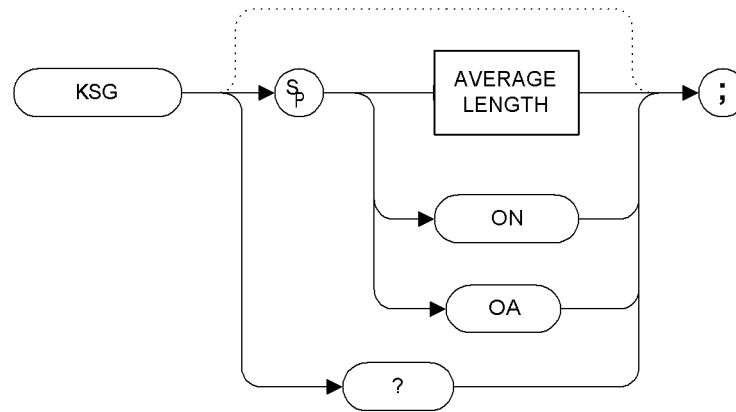 KSG
Sp
AVERAGE
LENGTH
;
ON
OA
?